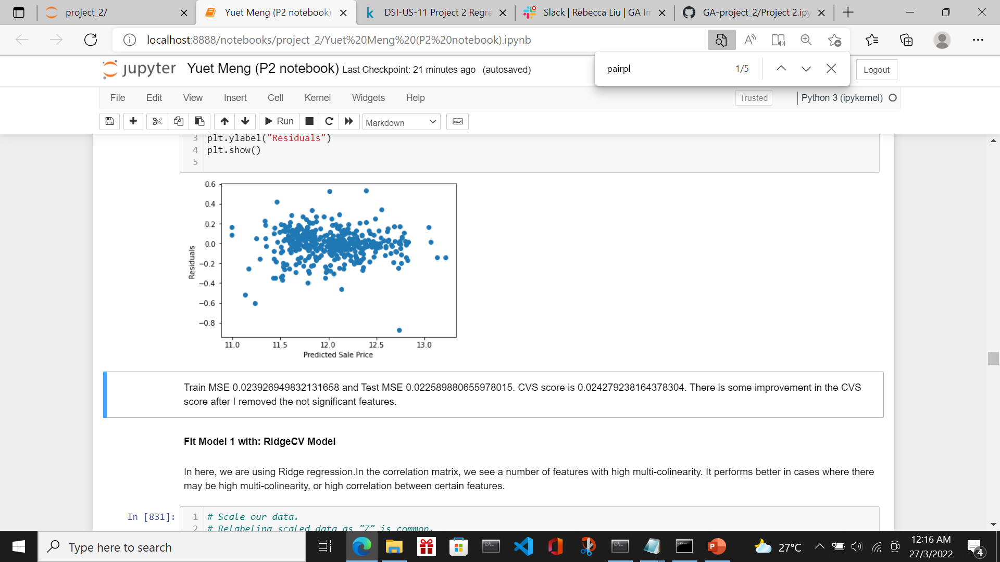 project_2/
Yuet Meng (P2 notebook)
DSI-US-11 Project 2 Regre
Slack | Rebecca Liu | GA Im
GA-project_2/Project 2.ipy
localhost:8888/notebooks/project_2/Yuet%20Meng%20(P2%20notebook).ipynb
pairpl 1/5
jupyter Yuet Meng (P2 notebook) Last Checkpoint: 21 minutes ago (autosaved)
Logout
File Edit View Insert Cell Kernel Widgets Help
Trusted
Python 3 (ipykernel)
Run
Markdown
3 plt.ylabel("Residuals")
4 plt.show()
5
0.6
0.4
0.2
0.0
−0.2
−0.4
−0.6
−0.8
Residuals
11.0 11.5 12.0 12.5 13.0
Predicted Sale Price
Train MSE 0.023926949832131658 and Test MSE 0.022589880655978015. CVS score is 0.024279238164378304. There is some improvement in the CVS
score after I removed the not significant features.
Fit Model 1 with: RidgeCV Model
In here, we are using Ridge regression.In the correlation matrix, we see a number of features with high multi-colinearity. It performs better in cases where there
may be high multi-colinearity, or high correlation between certain features.
In [831]:
1 # Scale our data.
2 # Relabeling scaled data as "Z" is common.
Type here to search
27°C
12:16 AM
27/3/2022
4